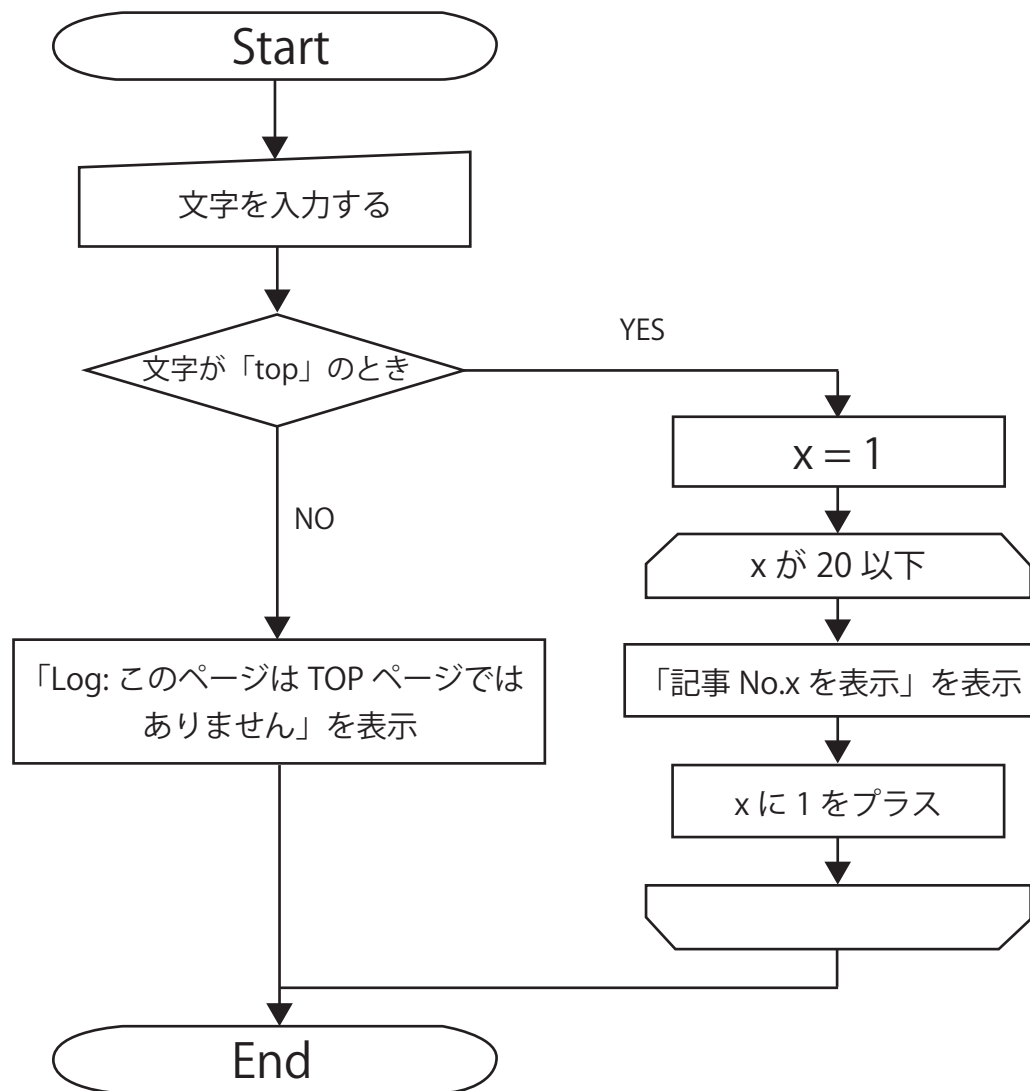 Start
文字を入力する
文字が「top」のとき
YES
NO
x = 1
x が 20 以下
「記事 No.x を表示」を表示
x に 1 をプラス
「Log: このページは TOP ページでは
ありません」を表示
End